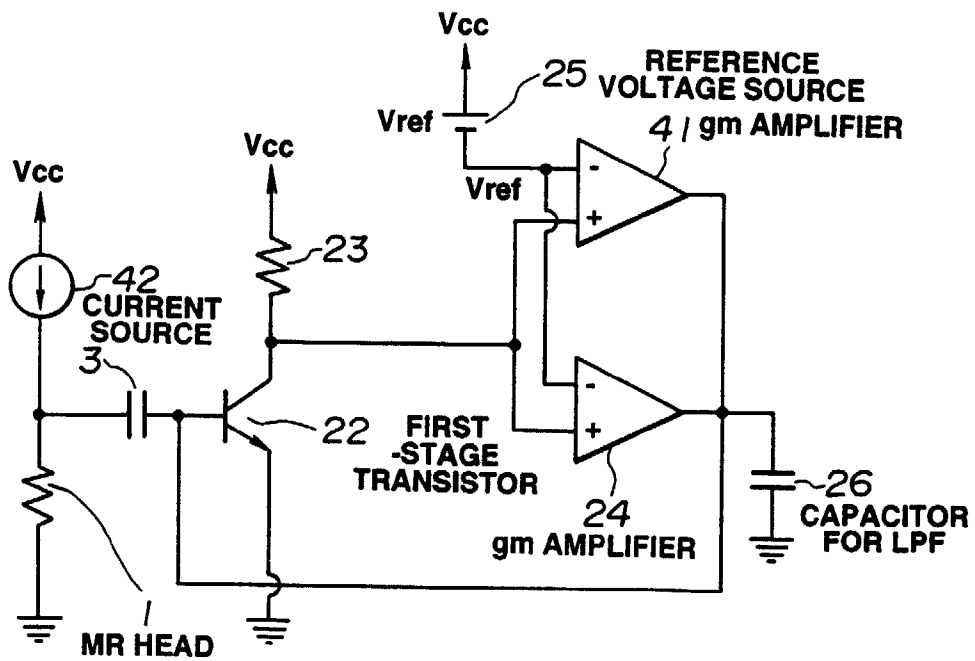 Vcc
25
REFERENCE
VOLTAGE SOURCE
Vref
41 gm AMPLIFIER
Vcc
Vcc
Vref
-
+
23
42
CURRENT
SOURCE
3
22
FIRST
-STAGE
TRANSISTOR
-
+
24
gm AMPLIFIER
26
CAPACITOR
FOR LPF
1
MR HEAD